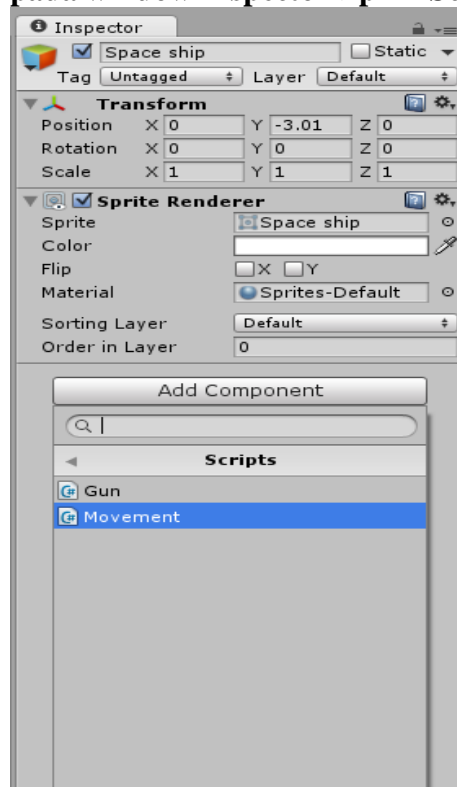 Inspector
Space ship Static
Tag Untagged Layer Default
Transform
Position X 0 Y -3.01 Z 0
Rotation X 0 Y 0 Z 0
Scale X 1 Y 1 Z 1
Sprite Renderer
Sprite Space ship
Color
Flip X Y
Material Sprites-Default
Sorting Layer Default
Order in Layer 0
Add Component
Scripts
Gun
Movement